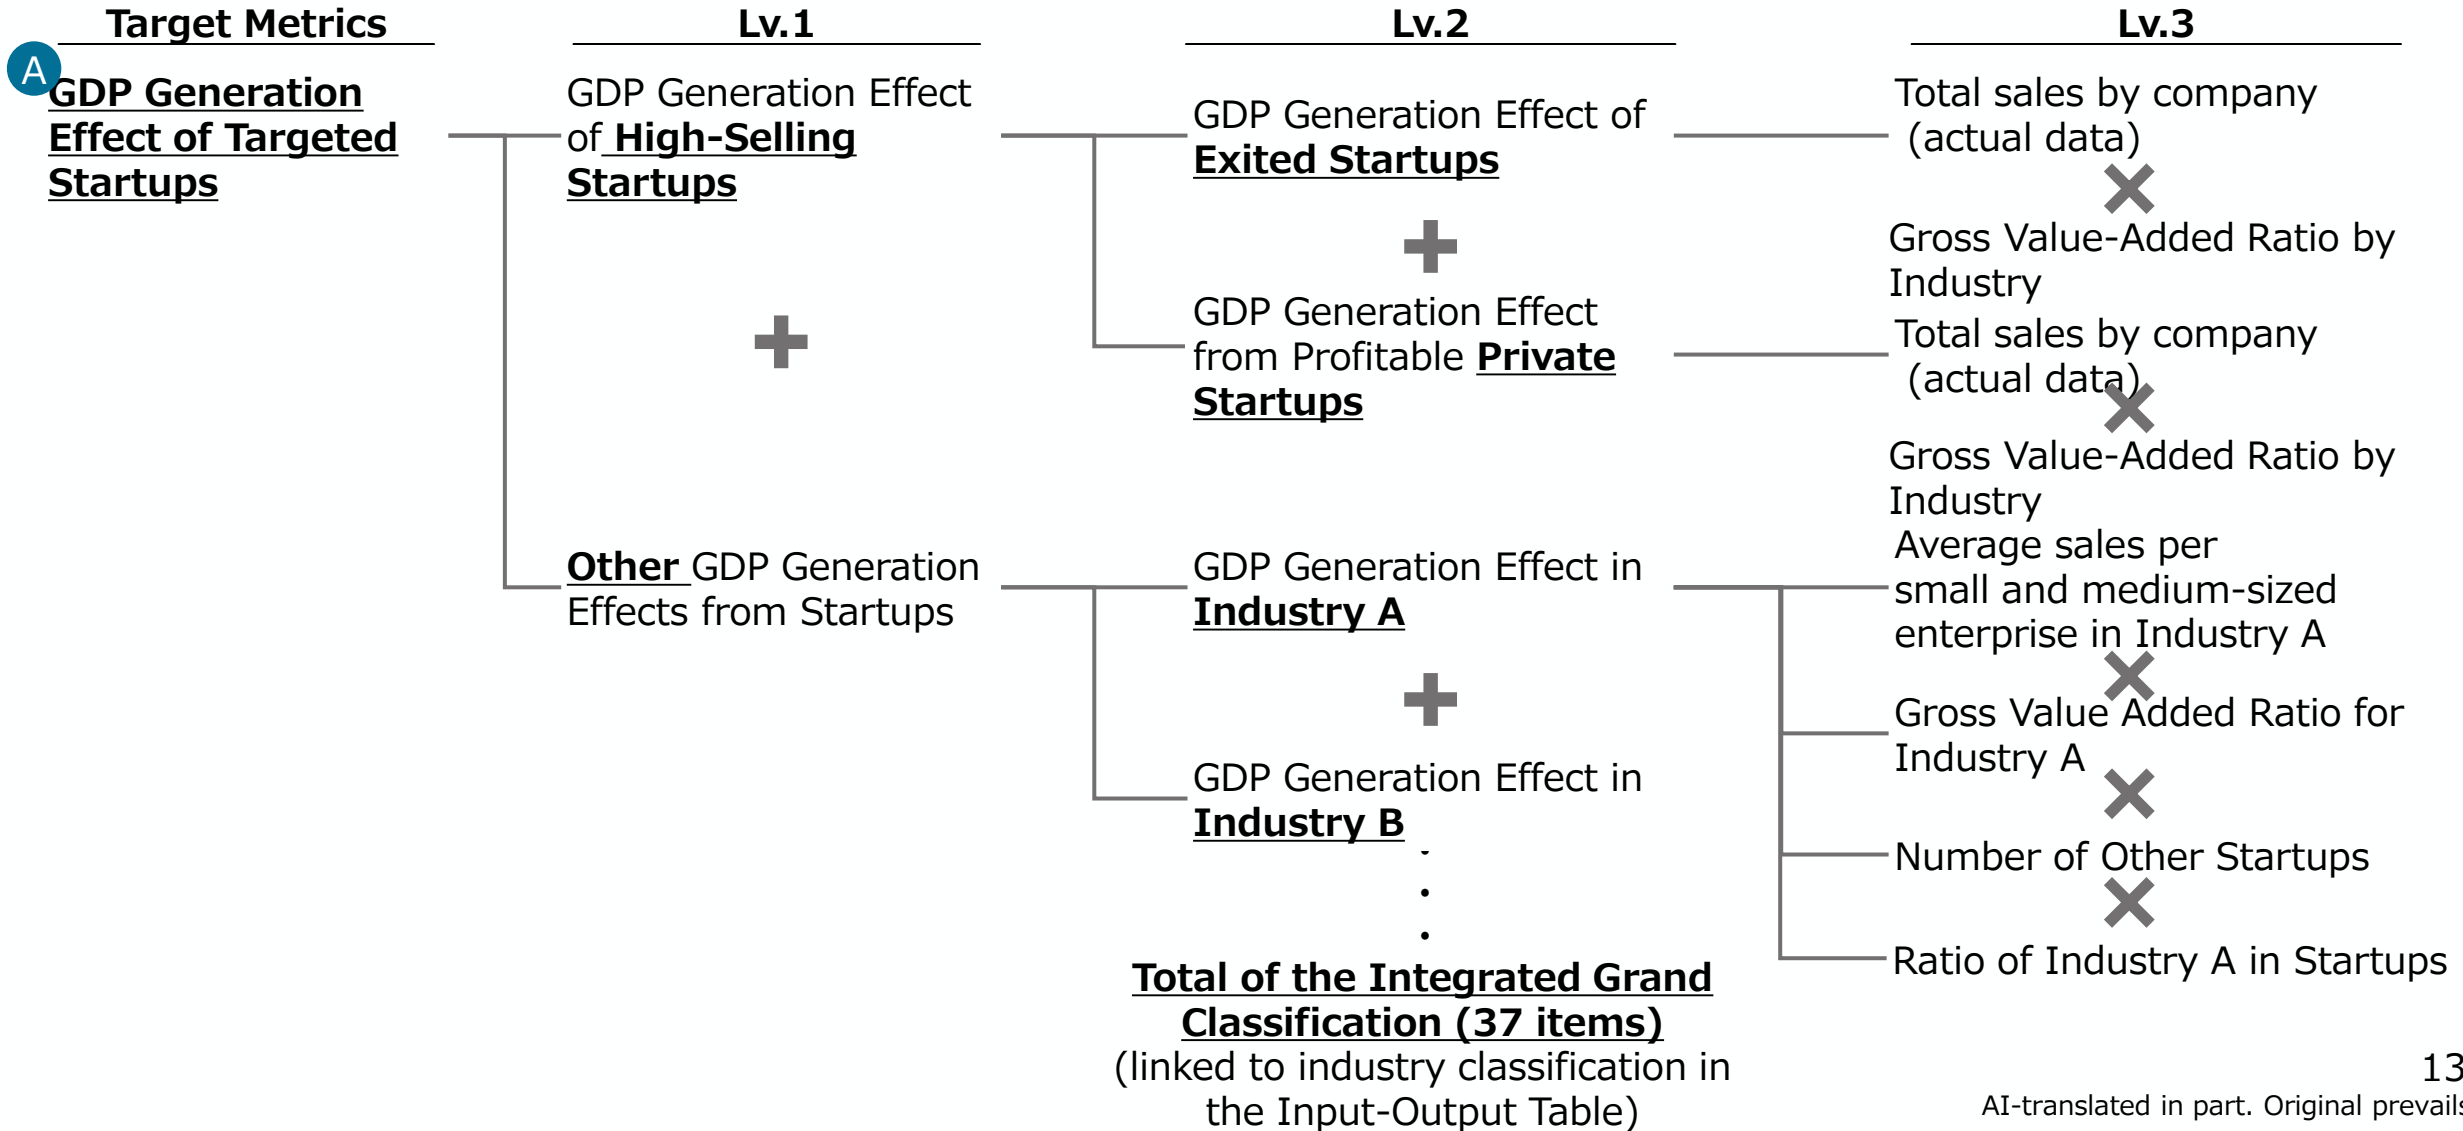 Target Metrics
Lv.1
Lv.2
Lv.3
A
GDP Generation
Effect of Targeted
Startups
GDP Generation Effect
of High-Selling
Startups
Other GDP Generation
Effects from Startups
GDP Generation Effect of
Exited Startups
GDP Generation Effect
from Profitable Private
Startups
GDP Generation Effect in
Industry A
GDP Generation Effect in
Industry B
Total of the Integrated Grand
Classification (37 items)
(linked to industry classification in
the Input-Output Table)
Total sales by company
(actual data)
Gross Value-Added Ratio by
Industry
Total sales by company
(actual data)
Gross Value-Added Ratio by
Industry
Average sales per
small and medium-sized
enterprise in Industry A
Gross Value Added Ratio for
Industry A
Number of Other Startups
Ratio of Industry A in Startups
13
AI-translated in part. Original prevails